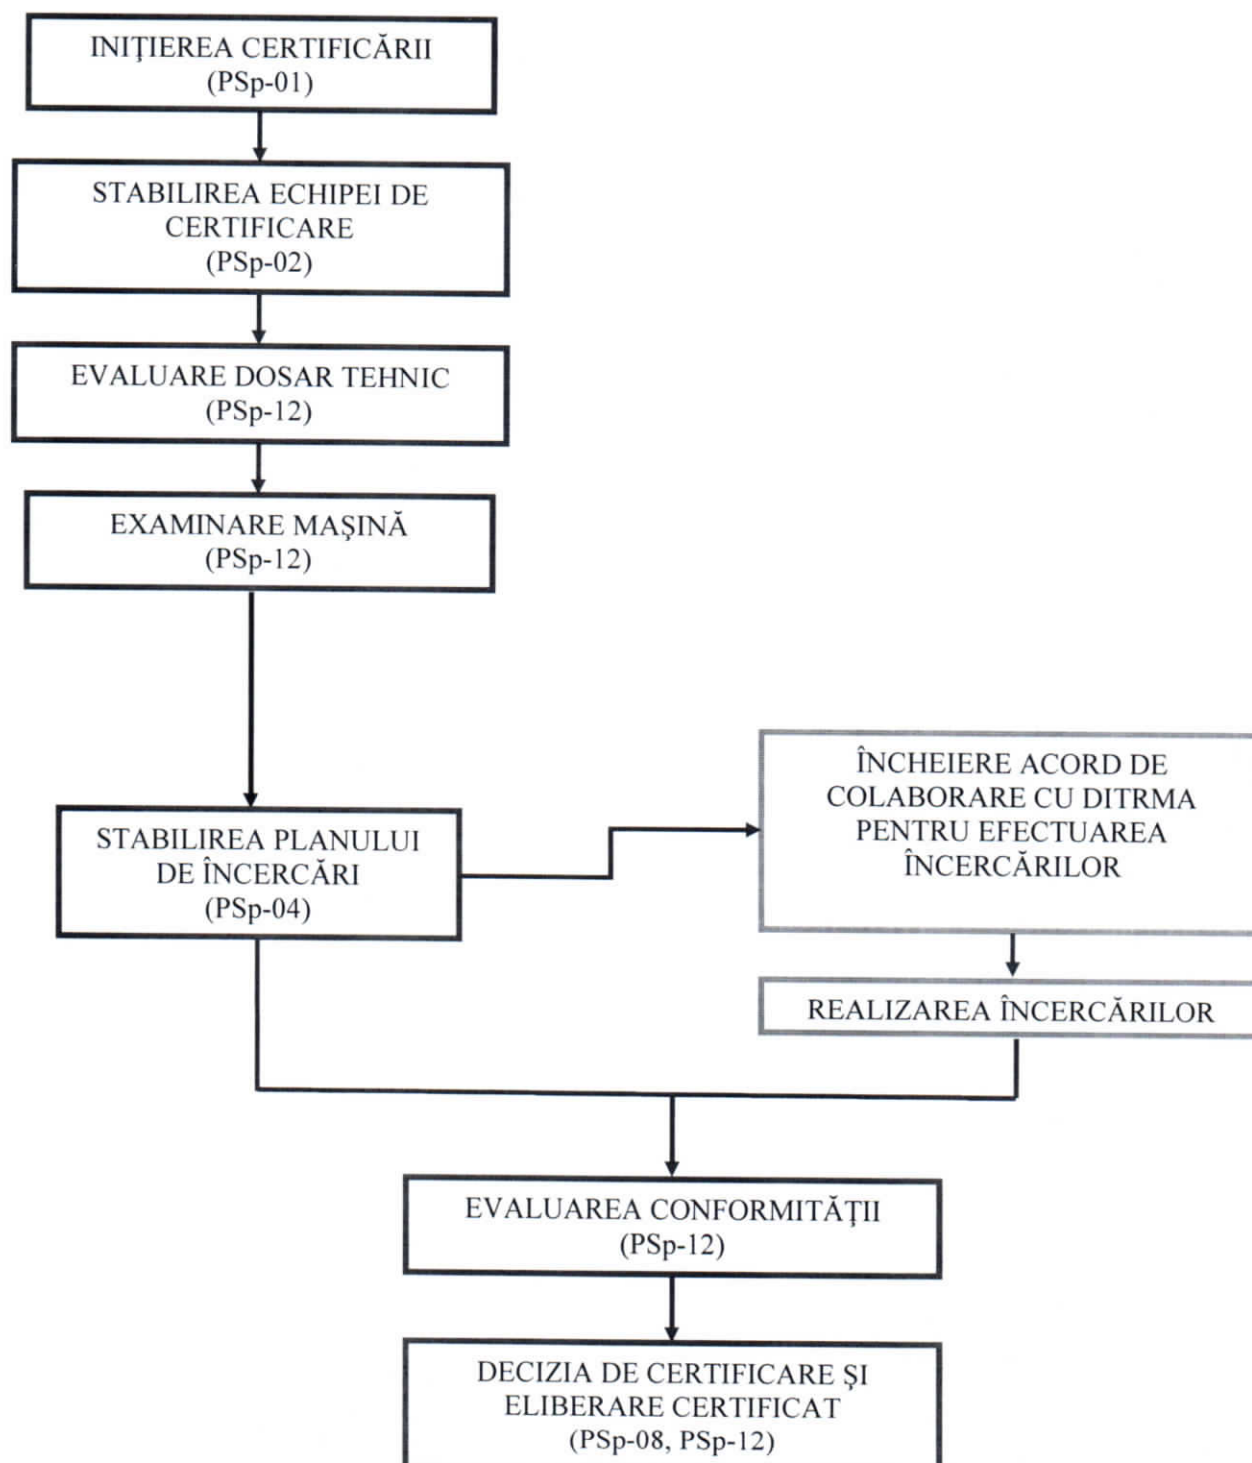 INIŢIEREA CERTIFICĂRII
(PSp-01)
STABILIREA ECHIPEI DE
CERTIFICARE
(PSp-02)
EVALUARE DOSAR TEHNIC
(PSp-12)
EXAMINARE MAŞINĂ
(PSp-12)
STABILIREA PLANULUI
DE ÎNCERCĂRI
(PSp-04)
ÎNCHEIERE ACORD DE
COLABORARE CU DITRMA
PENTRU EFECTUAREA
ÎNCERCĂRILOR
REALIZAREA ÎNCERCĂRILOR
EVALUAREA CONFORMITĂŢII
(PSp-12)
DECIZIA DE CERTIFICARE ŞI
ELIBERARE CERTIFICAT
(PSp-08, PSp-12)